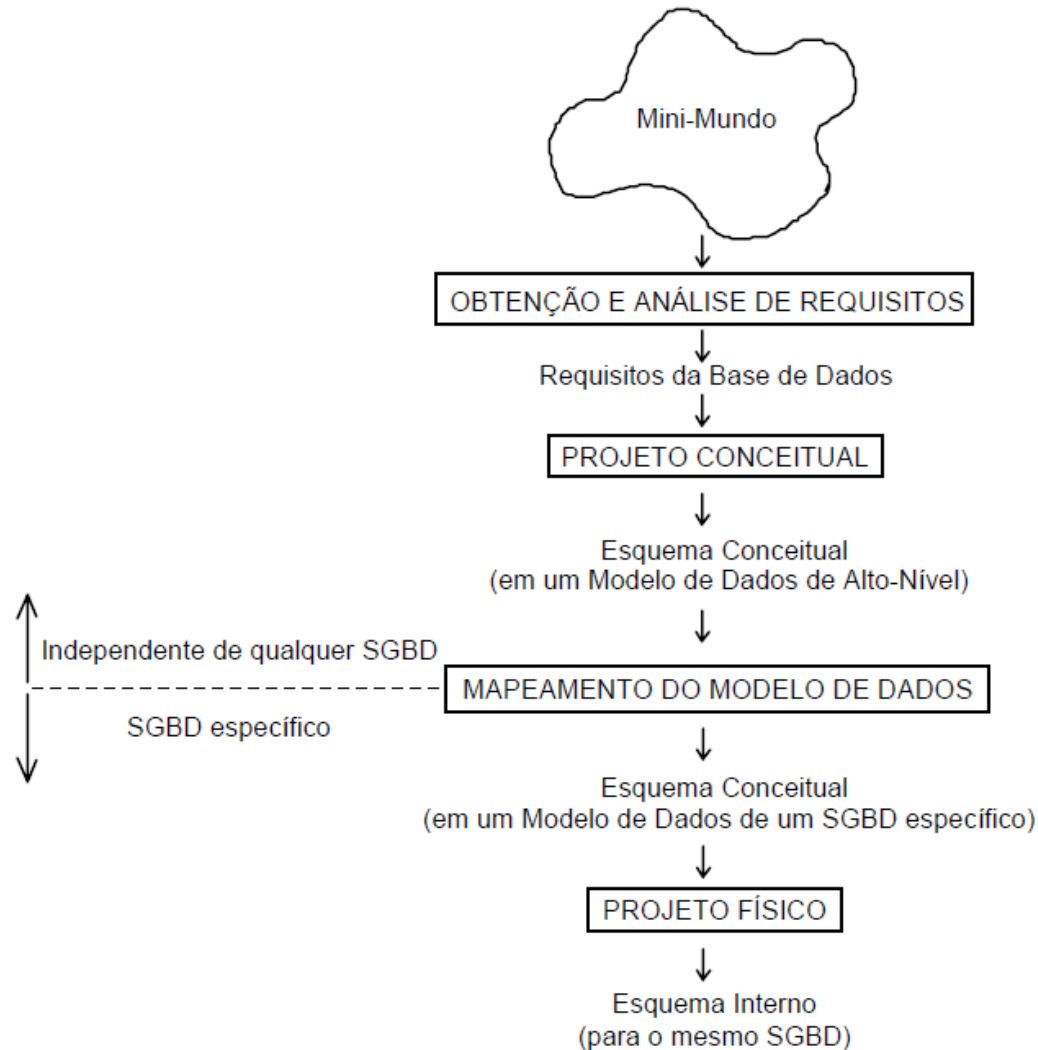 Mini-Mundo
OBTENÇÃO E ANÁLISE DE REQUISITOS
Requisitos da Base de Dados
PROJETO CONCEITUAL
Esquema Conceitual
(em um Modelo de Dados de Alto-Nível)
Independente de qualquer SGBD
MAPEAMENTO DO MODELO DE DADOS
SGBD específico
Esquema Conceitual
(em um Modelo de Dados de um SGBD específico)
PROJETO FÍSICO
Esquema Interno
(para o mesmo SGBD)